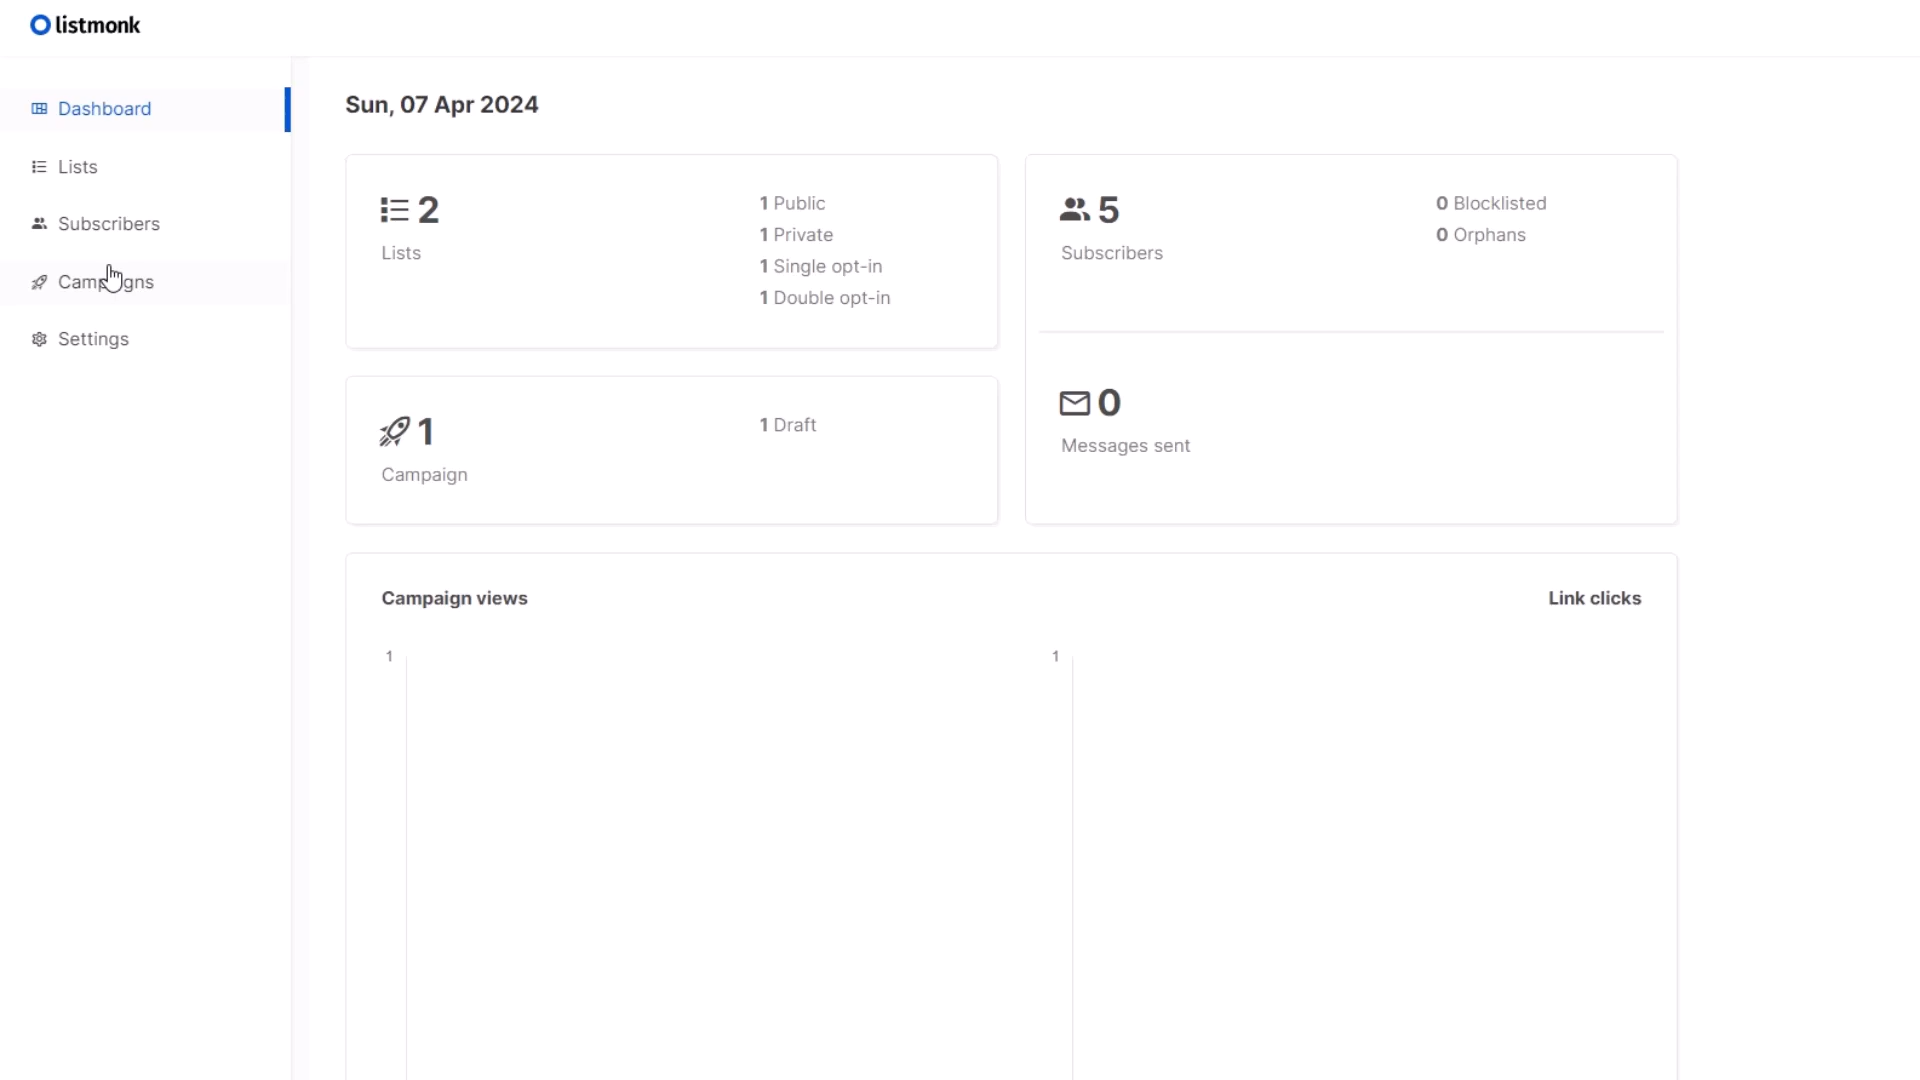 listmonk
Dashboard
Lists
Subscribers
Campaigns
Settings
Sun, 07 Apr 2024
2
Lists
1 Public
1 Private
1 Single opt-in
1 Double opt-in
5
Subscribers
0 Blocklisted
0 Orphans
1
Campaign
1 Draft
0
Messages sent
Campaign views
Link clicks
1
1